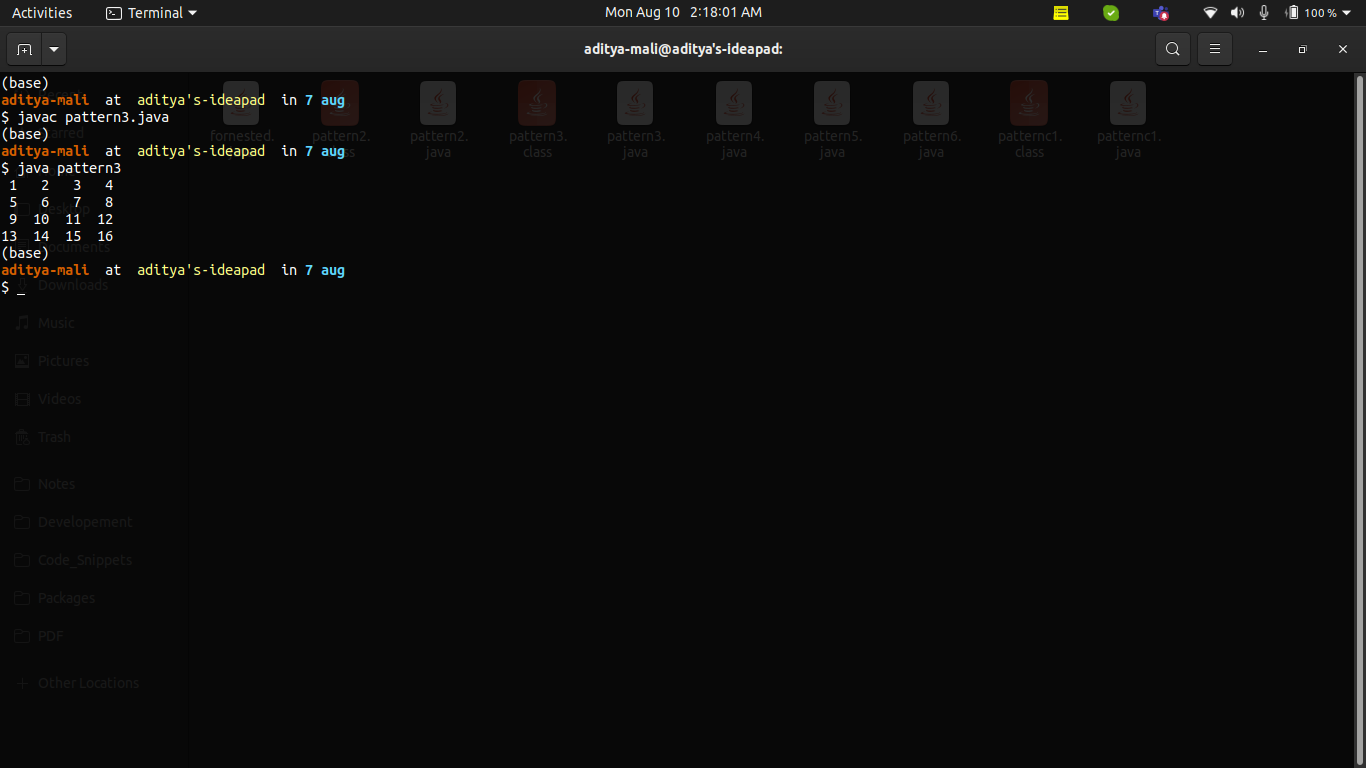 Activities Terminal Mon Aug 10 2:18:01 AM 100 %
aditya-mali@aditya's-ideapad:
(base)
aditya-mali at aditya's-ideapad in 7 aug
$ javac pattern3.java
(base)
aditya-mali at aditya's-ideapad in 7 aug
$ java pattern3
1 2 3 4
5 6 7 8
9 10 11 12
13 14 15 16
(base)
aditya-mali at aditya's-ideapad in 7 aug
$ _
fornested.
pattern2.
pattern2.
java
pattern3.
class
pattern3.
java
pattern4.
java
pattern5.
java
pattern6.
java
patternc1.
class
patternc1.
java
Documents
Downloads
Music
Pictures
Videos
Trash
Notes
Developement
Code_Snippets
Packages
PDF
Other Locations